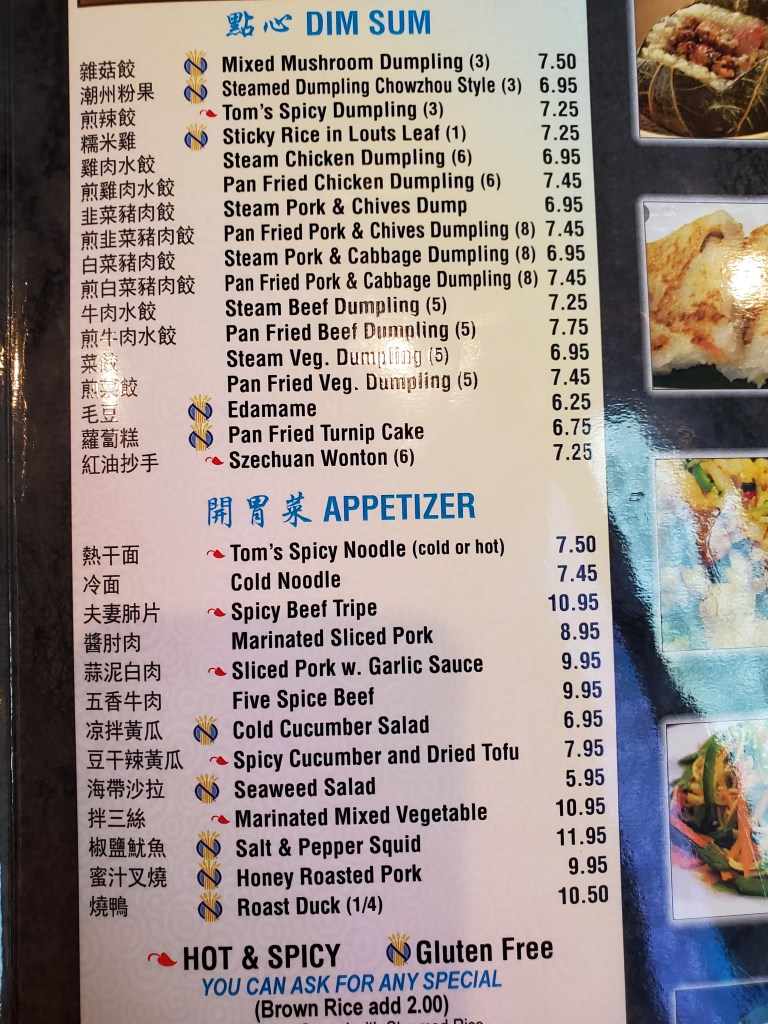 點心 DIM SUM
雜菇餃 Mixed Mushroom Dumpling (3) 7.50
潮州粉果 Steamed Dumpling Chowzhou Style (3) 6.95
煎辣餃 Tom's Spicy Dumpling (3) 7.25
糯米雞 Sticky Rice in Louts Leaf (1) 7.25
雞肉水餃 Steam Chicken Dumpling (6) 6.95
煎雞肉水餃 Pan Fried Chicken Dumpling (6) 7.45
韭菜豬肉餃 Steam Pork & Chives Dump 6.95
煎韭菜豬肉餃 Pan Fried Pork & Chives Dumpling (8) 7.45
白菜豬肉餃 Steam Pork & Cabbage Dumpling (8) 6.95
煎白菜豬肉餃 Pan Fried Pork & Cabbage Dumpling (8) 7.45
牛肉水餃 Steam Beef Dumpling (5) 7.25
煎牛肉水餃 Pan Fried Beef Dumpling (5) 7.75
菜餃 Steam Veg. Dumpling (5) 6.95
煎菜餃 Pan Fried Veg. Dumpling (5) 7.45
毛豆 Edamame 6.25
蘿蔔糕 Pan Fried Turnip Cake 6.75
紅油抄手 Szechuan Wonton (6) 7.25
開胃菜 APPETIZER
熱干面 Tom's Spicy Noodle (cold or hot) 7.50
冷面 Cold Noodle 7.45
夫妻肺片 Spicy Beef Tripe 10.95
醬肘肉 Marinated Sliced Pork 8.95
蒜泥白肉 Sliced Pork w. Garlic Sauce 9.95
五香牛肉 Five Spice Beef 9.95
凉拌黃瓜 Cold Cucumber Salad 6.95
豆干辣黃瓜 Spicy Cucumber and Dried Tofu 7.95
海帶沙拉 Seaweed Salad 5.95
拌三絲 Marinated Mixed Vegetable 10.95
椒鹽魷魚 Salt & Pepper Squid 11.95
蜜汁叉燒 Honey Roasted Pork 9.95
燒鴨 Roast Duck (1/4) 10.50
HOT & SPICY Gluten Free
YOU CAN ASK FOR ANY SPECIAL
(Brown Rice add 2.00)